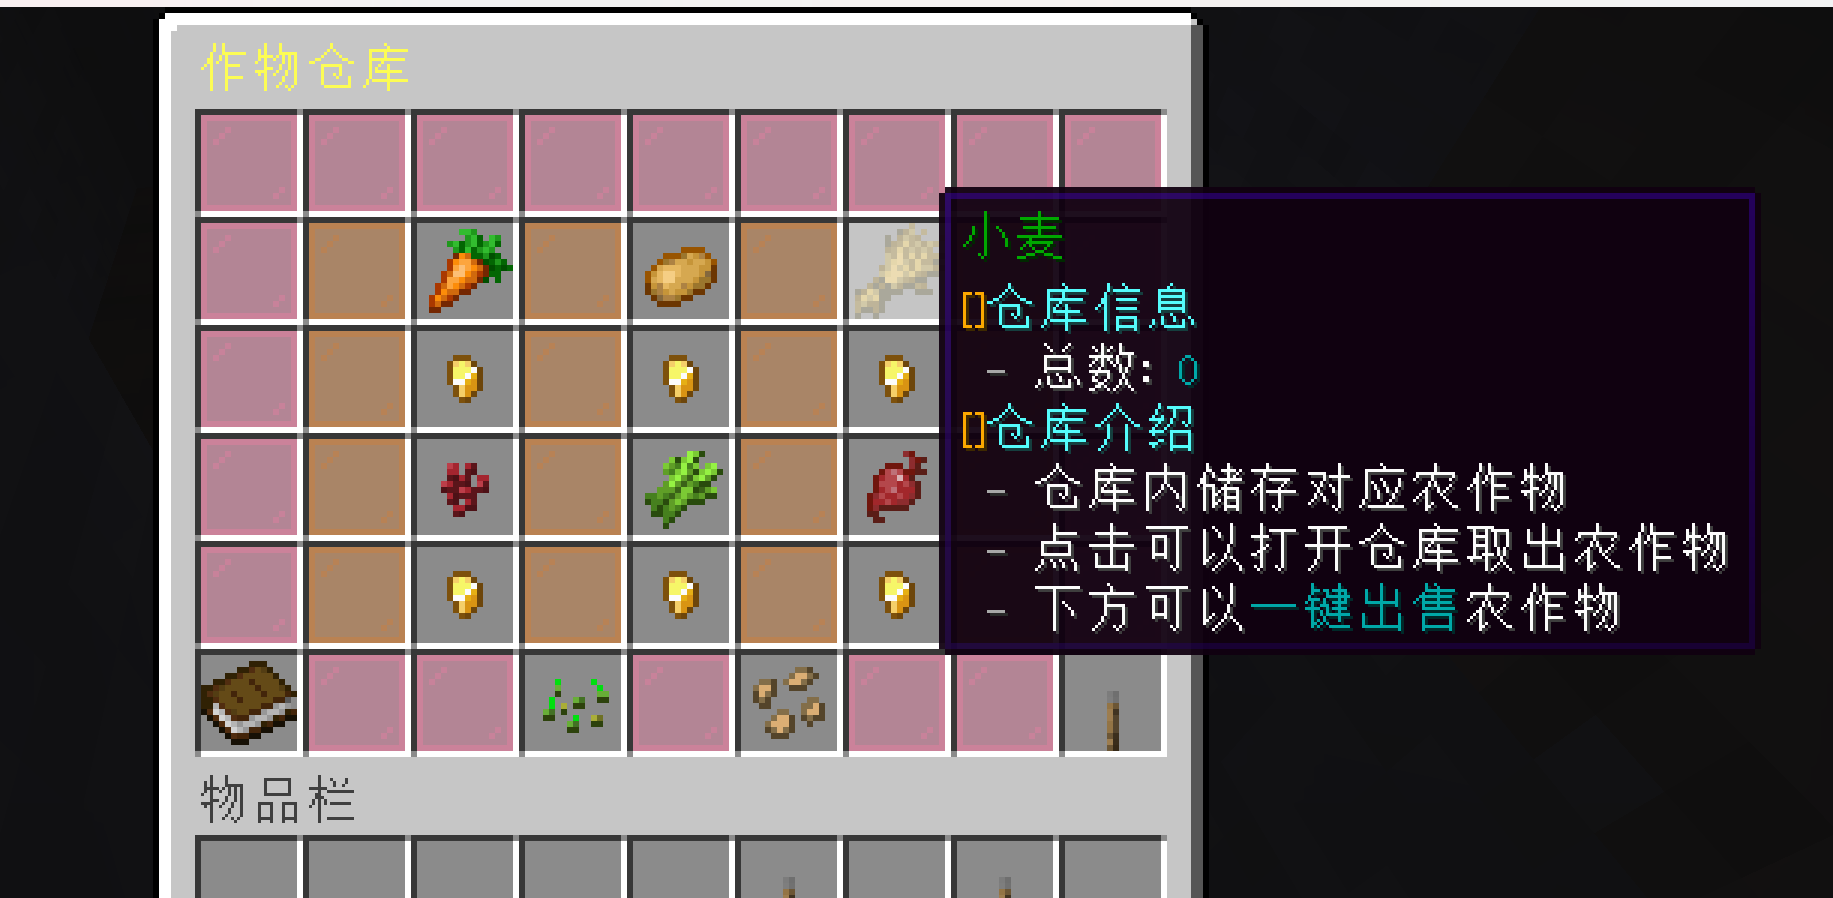 作物仓库
小麦
仓库信息
- 总数: 0
仓库介绍
- 仓库内储存对应农作物
- 点击可以打开仓库取出农作物
- 下方可以一键出售农作物
物品栏